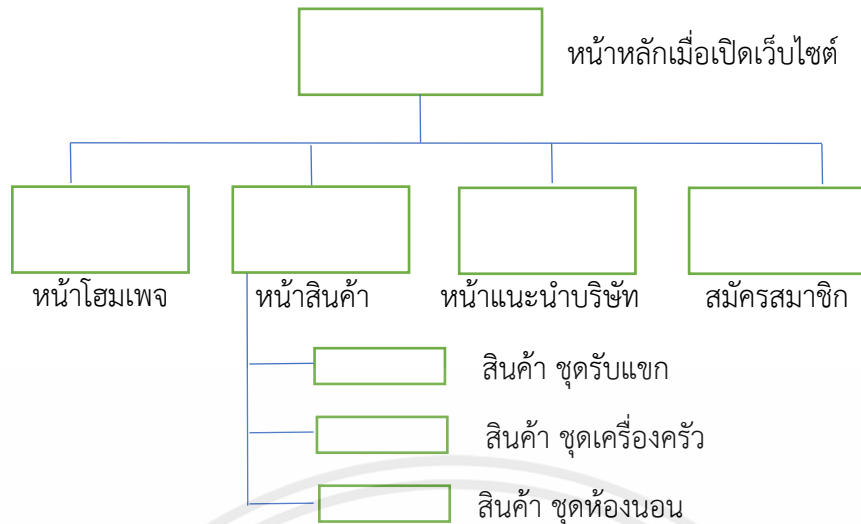 หน้าหลักเมื่อเปิดเว็บไซต์
หน้าโฮมเพจ
หน้าสินค้า
หน้าแนะนำบริษัท
สมัครสมาชิก
สินค้า ชุดรับแขก
สินค้า ชุดเครื่องครัว
สินค้า ชุดห้องนอน